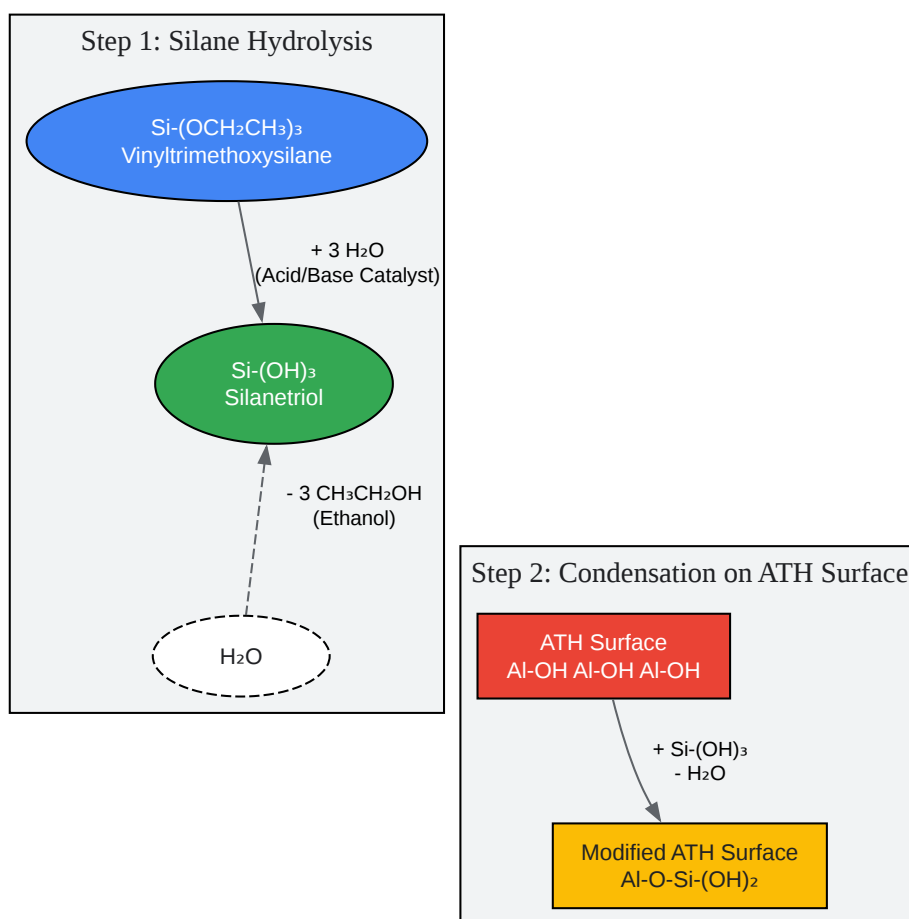 Step 1: Silane Hydrolysis
Si-(OCH₂CH₃)₃
Vinyltrimethoxysilane
+ 3 H₂O
(Acid/Base Catalyst)
Si-(OH)₃
Silanetriol
- 3 CH₃CH₂OH
(Ethanol)
H₂O
Step 2: Condensation on ATH Surface
ATH Surface
Al-OH Al-OH Al-OH
+ Si-(OH)₃
- H₂O
Modified ATH Surface
Al-O-Si-(OH)₂